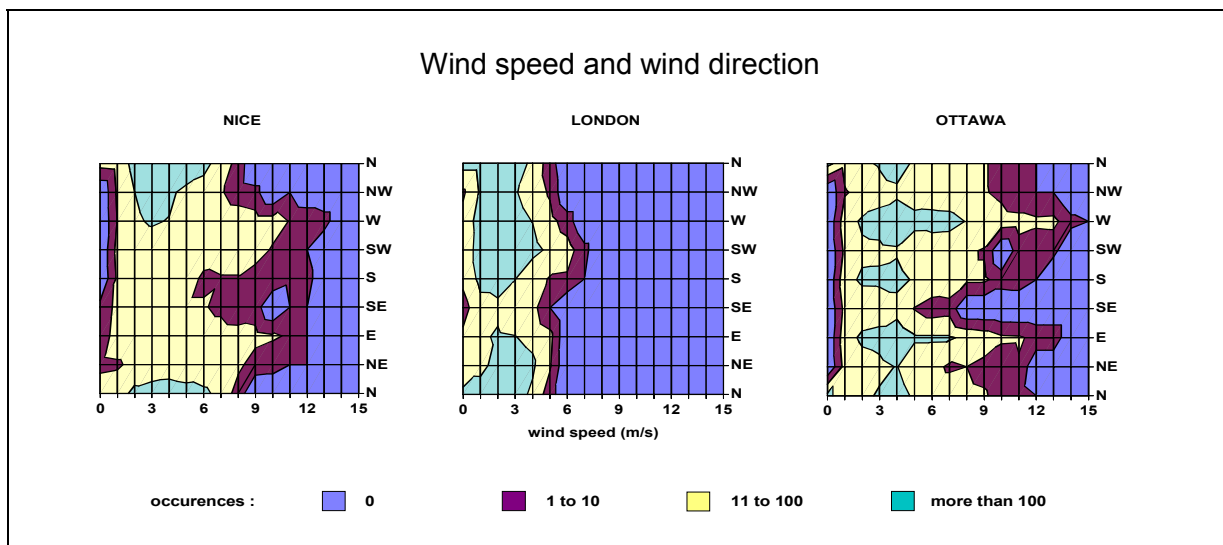 Wind speed and wind direction
NICE
LONDON
OTTAWA
N
NW
W
SW
S
SE
E
NE
N
0 3 6 9 12 15
N
NW
W
SW
S
SE
E
NE
N
0 3 6 9 12 15
N
NW
W
SW
S
SE
E
NE
N
0 3 6 9 12 15
wind speed (m/s)
occurences : 0 1 to 10 11 to 100 more than 100